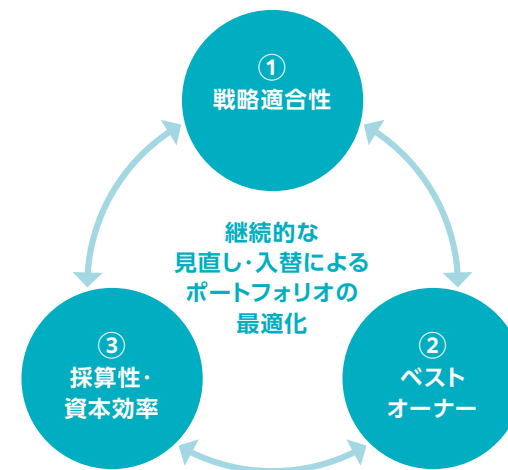 ①
戦略適合性
継続的な
見直し・入替による
ポートフォリオの
最適化
③
採算性・
資本効率
②
ベスト
オーナー